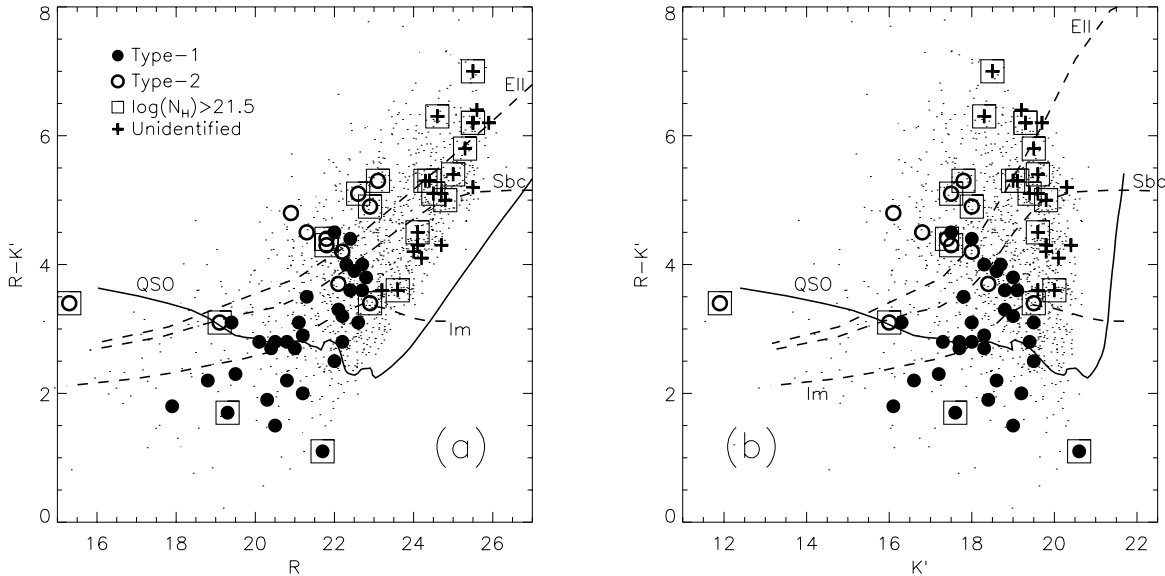 8
6
4
2
0
R−K'
Type−1
Type−2
log(N_H)>21.5
Unidentified
Ell
Sbc
QSO
Im
(a)
16 18 20 22 24 26
R
8
6
4
2
0
R−K'
Ell
Sbc
QSO
Im
(b)
12 14 16 18 20 22
K'